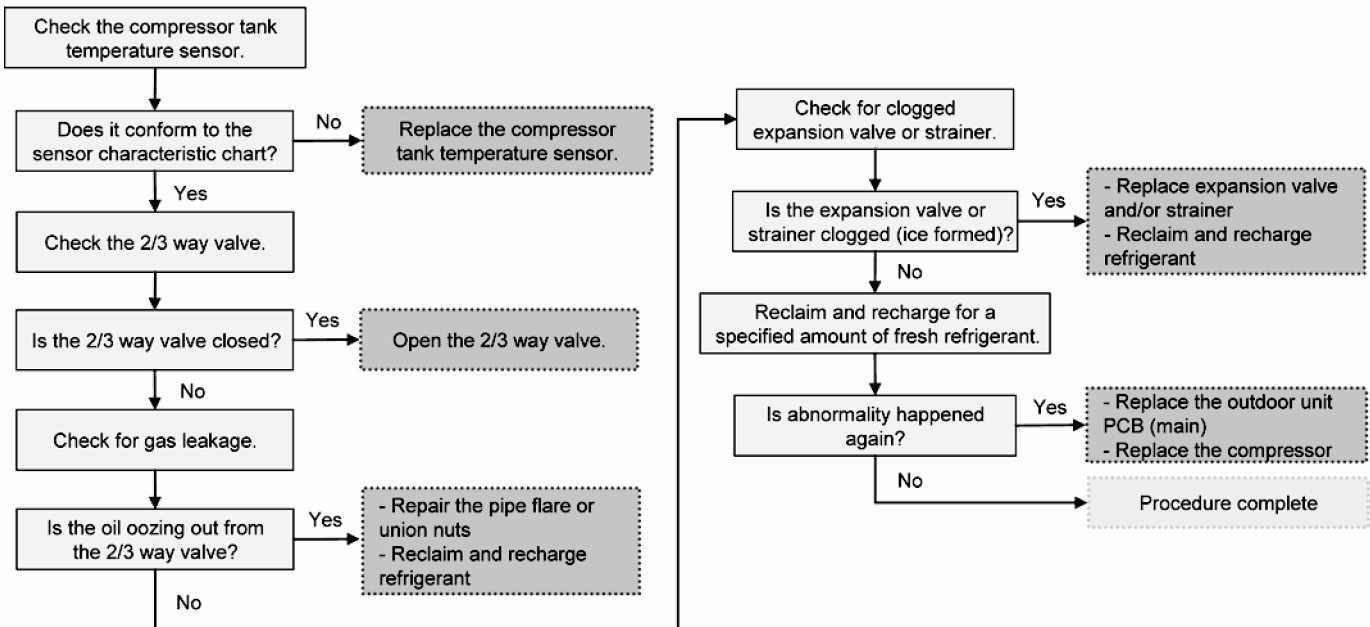 Check the compressor tank
temperature sensor.
Does it conform to the
sensor characteristic chart?
No
Replace the compressor
tank temperature sensor.
Yes
Check the 2/3 way valve.
Is the 2/3 way valve closed?
Yes
Open the 2/3 way valve.
No
Check for gas leakage.
Is the oil oozing out from
the 2/3 way valve?
Yes
- Repair the pipe flare or
union nuts
- Reclaim and recharge
refrigerant
No
Check for clogged
expansion valve or strainer.
Is the expansion valve or
strainer clogged (ice formed)?
Yes
- Replace expansion valve
and/or strainer
- Reclaim and recharge
refrigerant
No
Reclaim and recharge for a
specified amount of fresh refrigerant.
Is abnormality happened
again?
Yes
- Replace the outdoor unit
PCB (main)
- Replace the compressor
No
Procedure complete